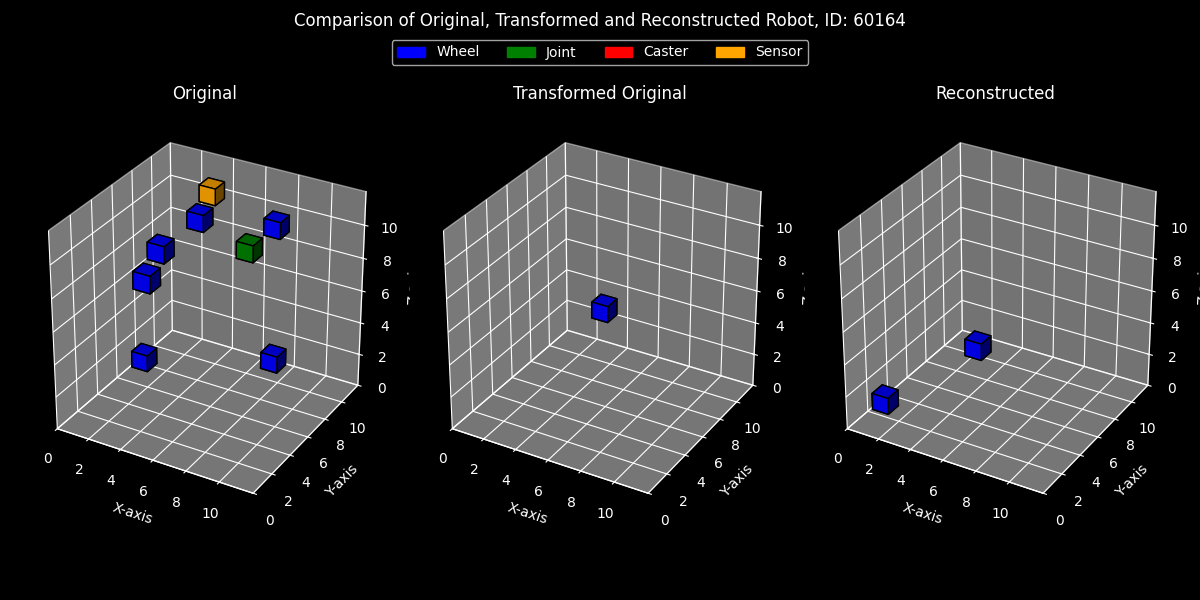 Comparison of Original, Transformed and Reconstructed Robot, ID: 60164
Wheel Joint Caster Sensor
Original Transformed Original Reconstructed
10 10 10
8 8 8
6 6 6
4 4 4
2 2 2
0 0 0
10 10 10
8 8 8
6 6 6
4 4 4
2 2 2
0 0 0
0 2 4 6 8 10 0 2 4 6 8 10 0 2 4 6 8 10
X-axis Y-axis X-axis Y-axis X-axis Y-axis